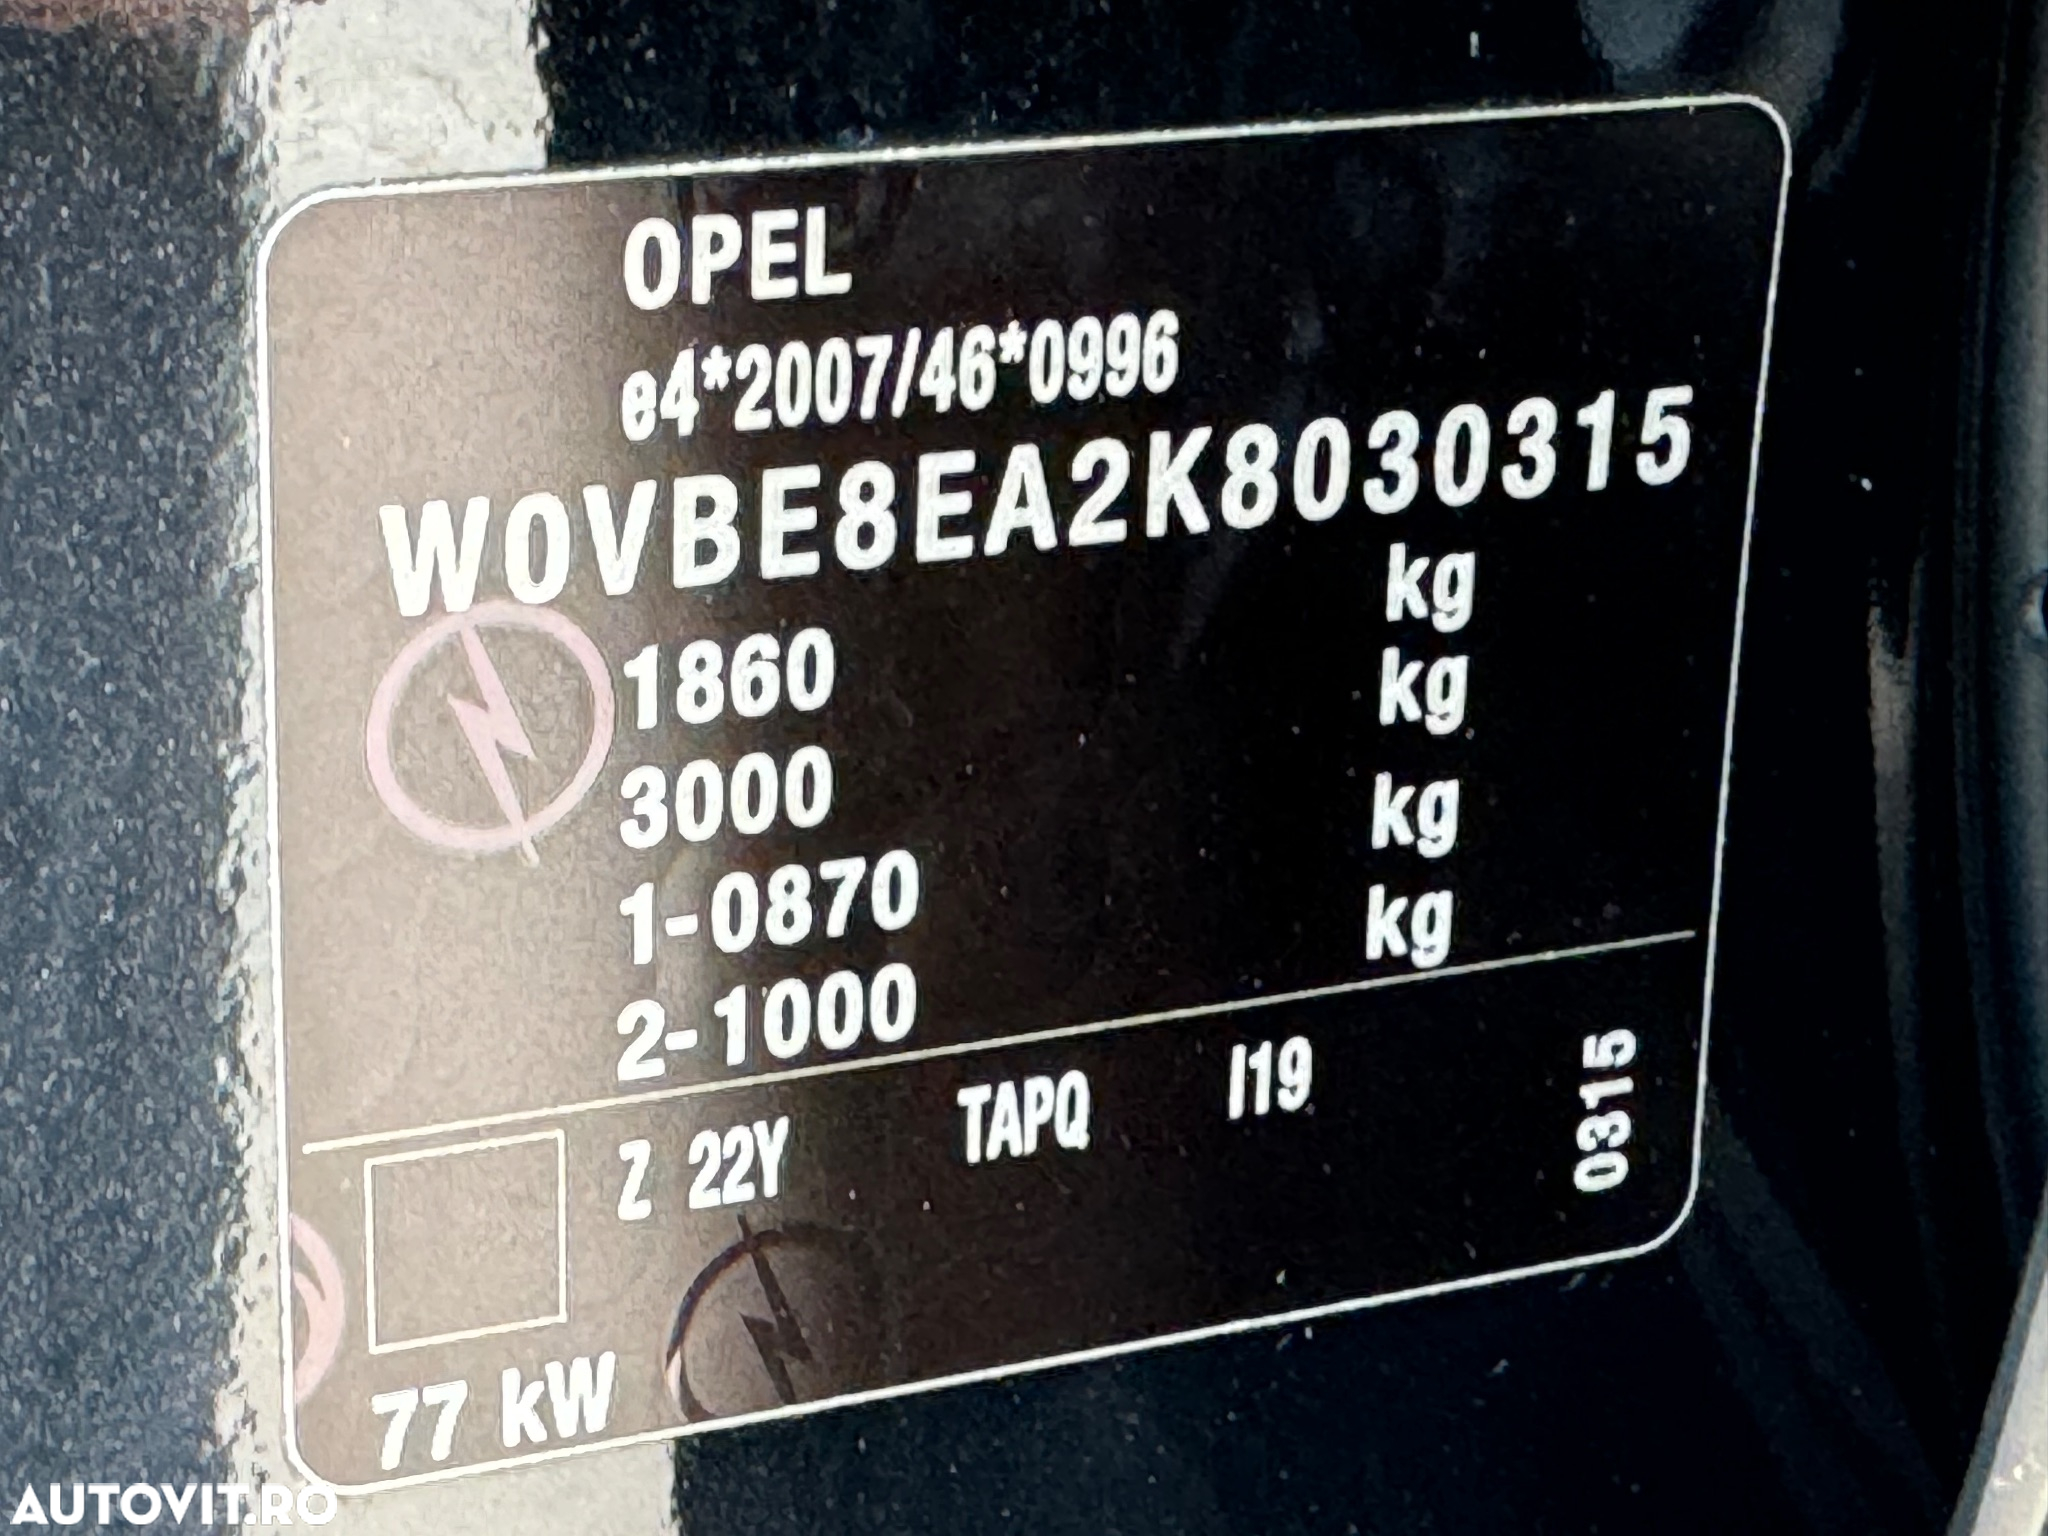 OPEL
e4*2007/46*0996
W0VBE8EA2K8030315
1860 kg
3000 kg
1-0870 kg
2-1000 kg
Z 22Y TAPQ I19 0315
77 kW
AUTOVIT.RO